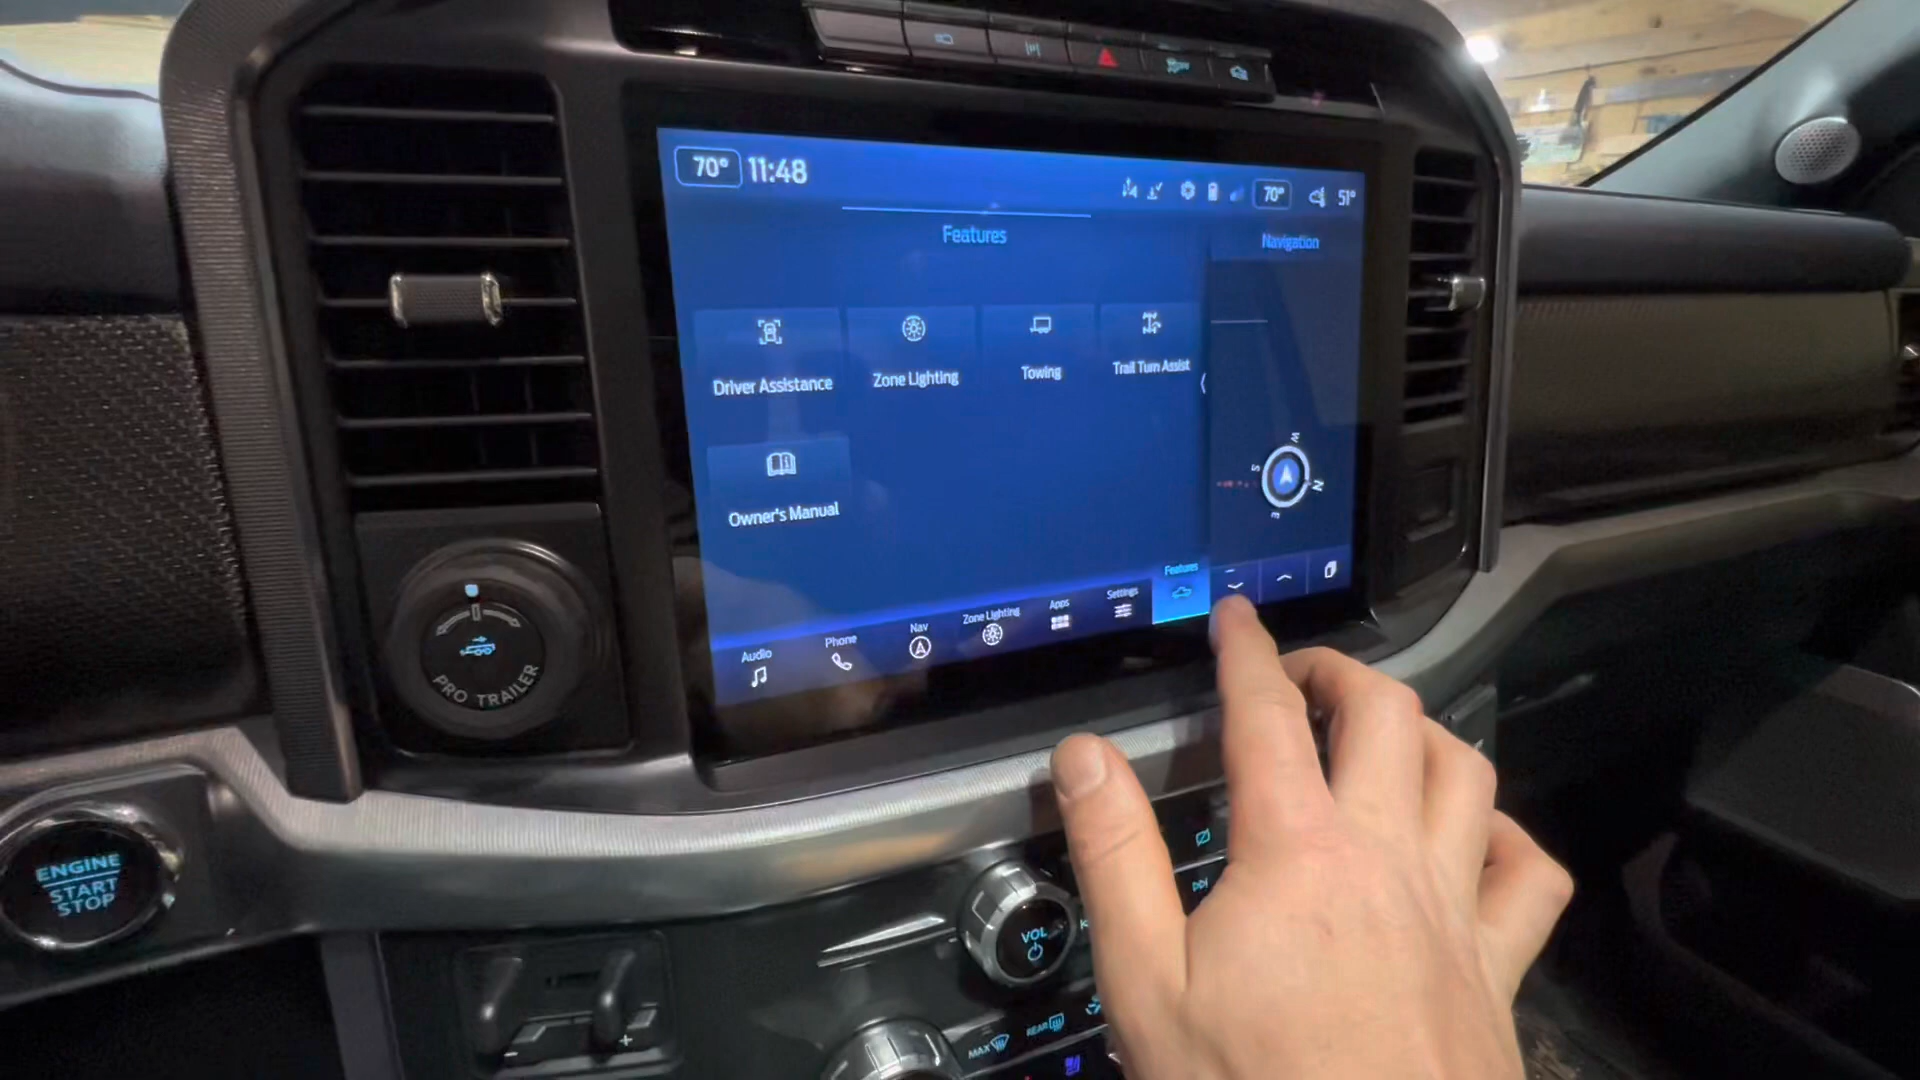 70° 11:48
70° 51°
Features
Navigation
Driver Assistance
Zone Lighting
Towing
Trail Turn Assist
Owner's Manual
W
S
N
E
Audio
Phone
Nav
Zone Lighting
Apps
Settings
Features
PRO TRAILER
ENGINE
START
STOP
VOL
MAX
REAR
- +